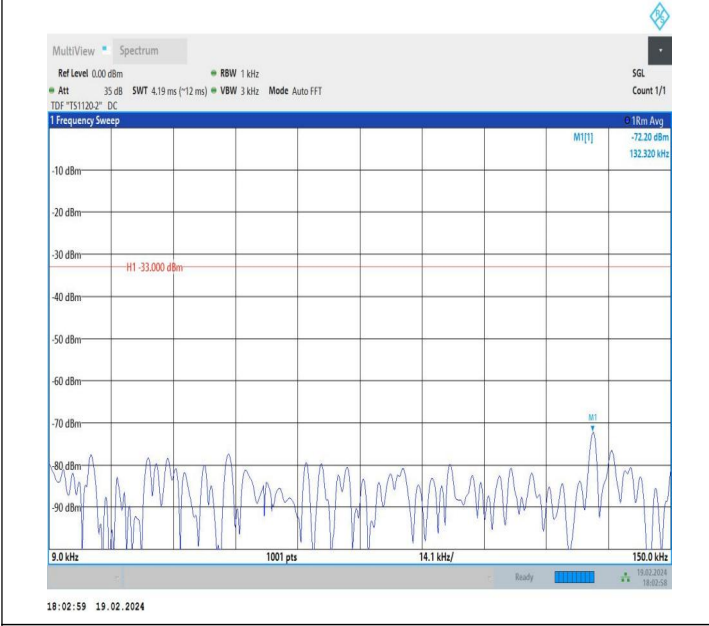 MultiView Spectrum
Ref Level 0.00 dBm RBW 1 kHz SGL
Att 35 dB SWT 4.19 ms (~12 ms) VBW 3 kHz Mode Auto FFT Count 1/1
TDF "TS1120-2" DC
1 Frequency Sweep 1Rm Avg
M1[1] -72.20 dBm
132.320 kHz
-10 dBm
-20 dBm
-30 dBm
H1 -33.000 dBm
-40 dBm
-50 dBm
-60 dBm
-70 dBm
M1
-80 dBm
-90 dBm
9.0 kHz 1001 pts 14.1 kHz/ 150.0 kHz
Ready 19.02.2024
18:02:58
18:02:59 19.02.2024